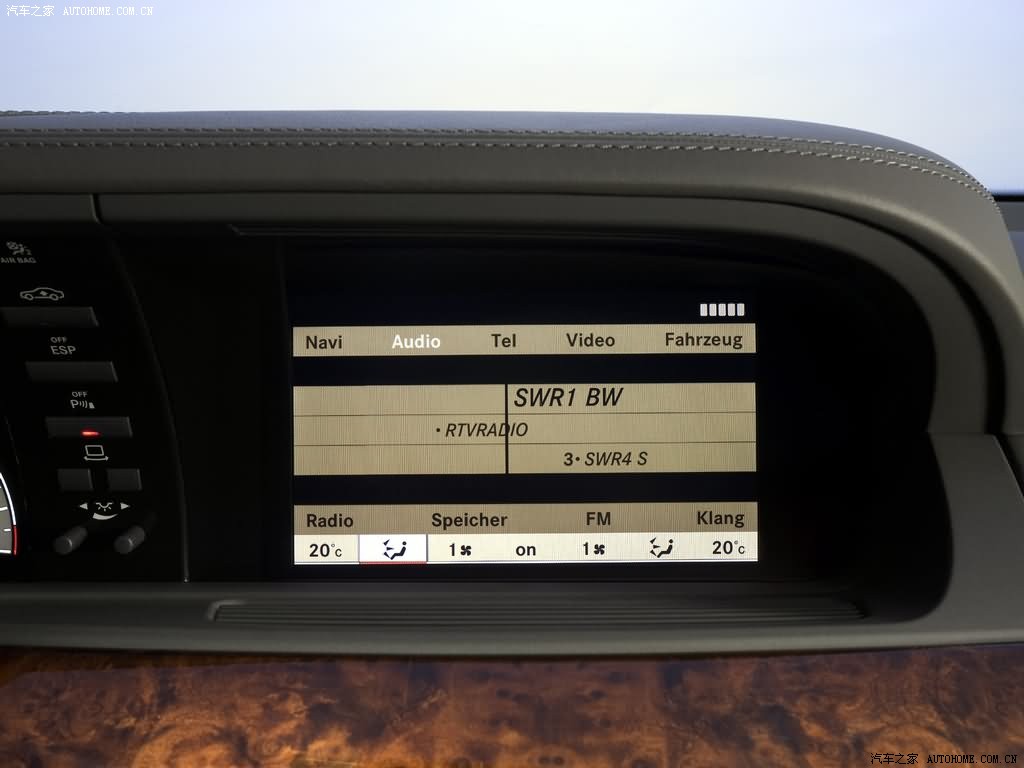 汽车之家 AUTOHOME.COM.CN
AIR BAG
OFF
ESP
OFF
P
Navi Audio Tel Video Fahrzeug
SWR1 BW
• RTVRADIO
3• SWR4 S
Radio Speicher FM Klang
20°c 1 on 1 20°c
汽车之家 AUTOHOME.COM.CN